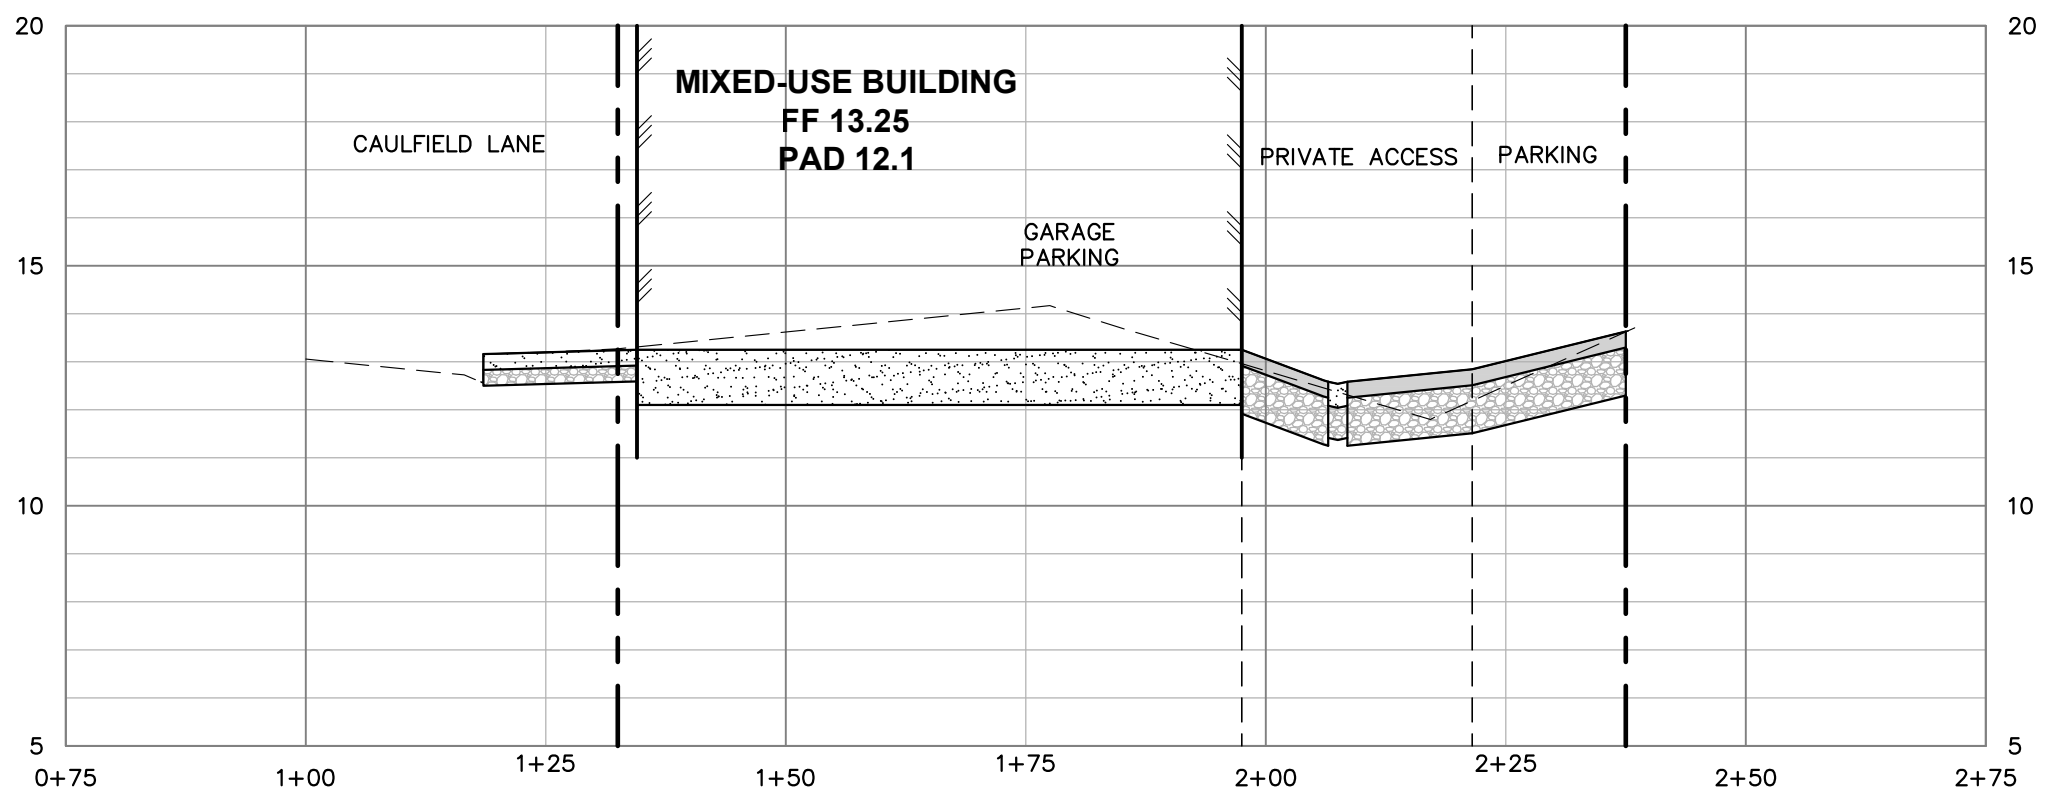 20
20
MIXED-USE BUILDING
FF 13.25
PAD 12.1
CAULFIELD LANE
PRIVATE ACCESS
PARKING
GARAGE
PARKING
15
15
10
10
5
5
0+75
1+00
1+25
1+50
1+75
2+00
2+25
2+50
2+75